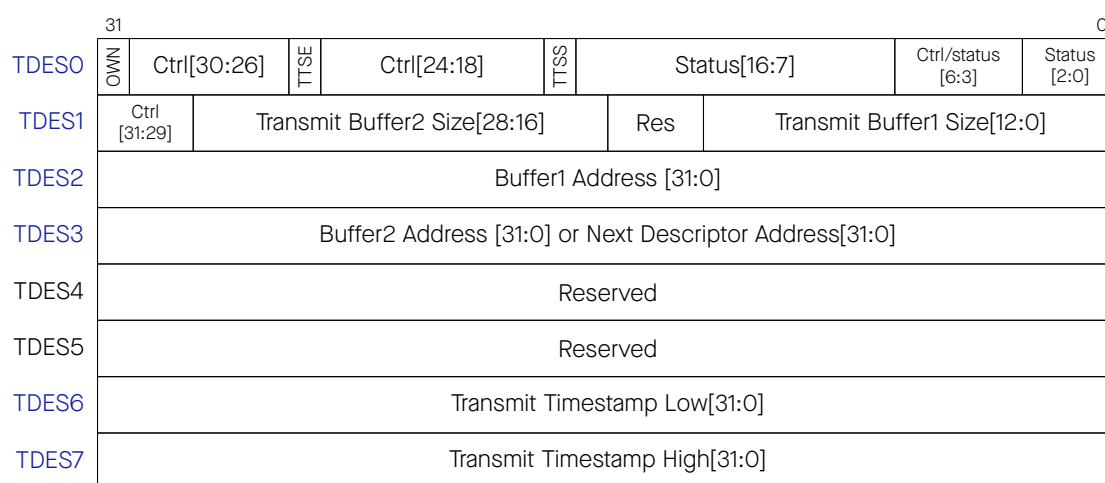 31 0
TDES0 OWN Ctrl[30:26] TTSE Ctrl[24:18] TTSS Status[16:7] Ctrl/status [6:3] Status [2:0]
TDES1 Ctrl [31:29] Transmit Buffer2 Size[28:16] Res Transmit Buffer1 Size[12:0]
TDES2 Buffer1 Address [31:0]
TDES3 Buffer2 Address [31:0] or Next Descriptor Address[31:0]
TDES4 Reserved
TDES5 Reserved
TDES6 Transmit Timestamp Low[31:0]
TDES7 Transmit Timestamp High[31:0]